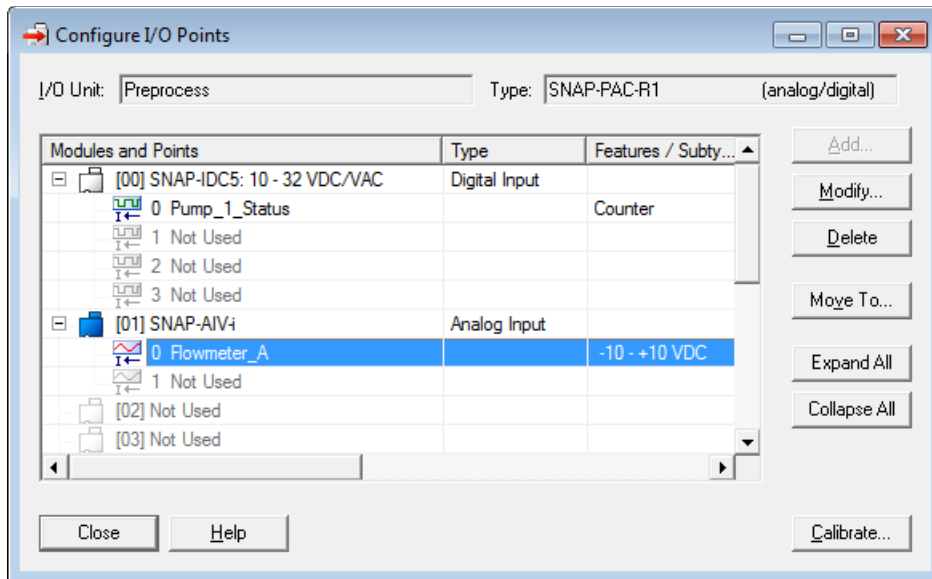 Configure I/O Points
I/O Unit: Preprocess Type: SNAP-PAC-R1 (analog/digital)
Modules and Points Type Features / Subty... Add...
[00] SNAP-IDC5: 10 - 32 VDC/VAC Digital Input
Modify...
0 Pump_1_Status Counter
1 Not Used Delete
2 Not Used
3 Not Used Move To...
[01] SNAP-AIV-i Analog Input
0 Flowmeter_A -10 - +10 VDC Expand All
1 Not Used
[02] Not Used Collapse All
[03] Not Used
Close Help Calibrate...